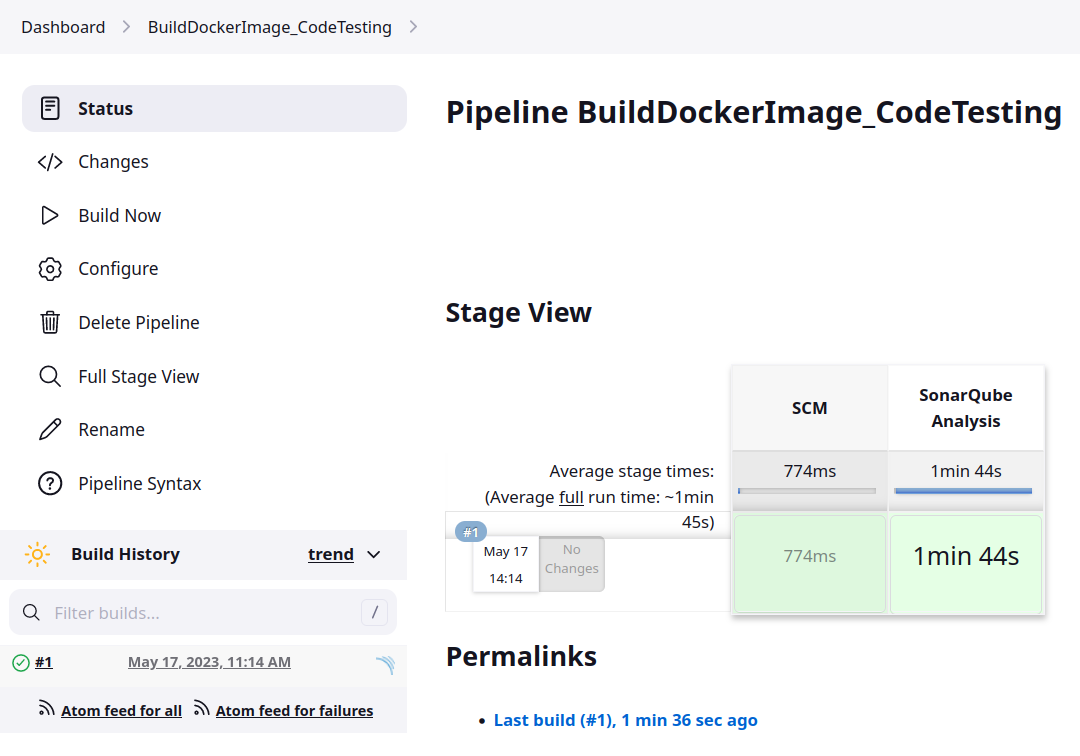 Dashboard > BuildDockerImage_CodeTesting >
Status
Changes
Build Now
Configure
Delete Pipeline
Full Stage View
Rename
Pipeline Syntax
Build History trend
Filter builds... /
#1 May 17, 2023, 11:14 AM
Atom feed for all Atom feed for failures
Pipeline BuildDockerImage_CodeTesting
Stage View
SCM
SonarQube
Analysis
Average stage times:
(Average full run time: ~1min
45s)
774ms
1min 44s
#1
May 17
14:14
No
Changes
774ms
1min 44s
Permalinks
• Last build (#1), 1 min 36 sec ago